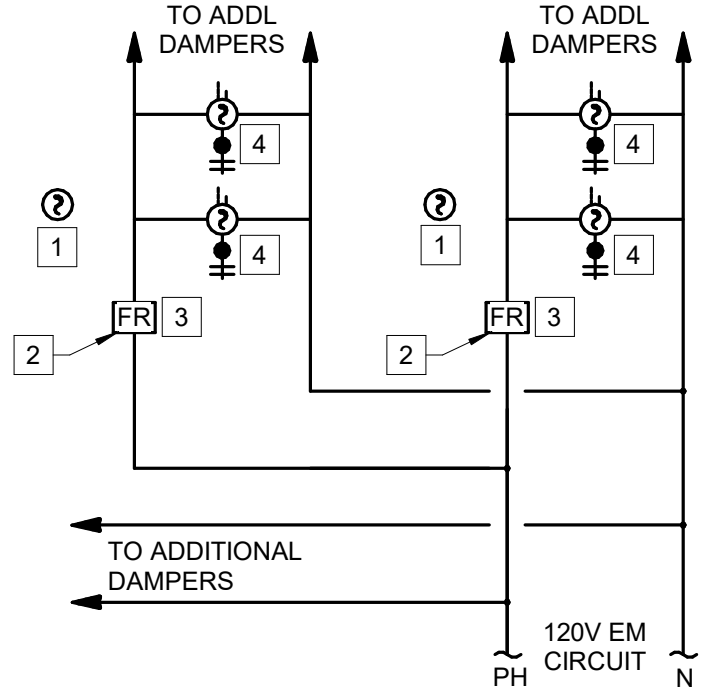 TO ADDL
DAMPERS
TO ADDL
DAMPERS
4
4
1
4
1
4
FR
3
FR
3
2
2
TO ADDITIONAL
DAMPERS
120V EM
CIRCUIT
PH
N